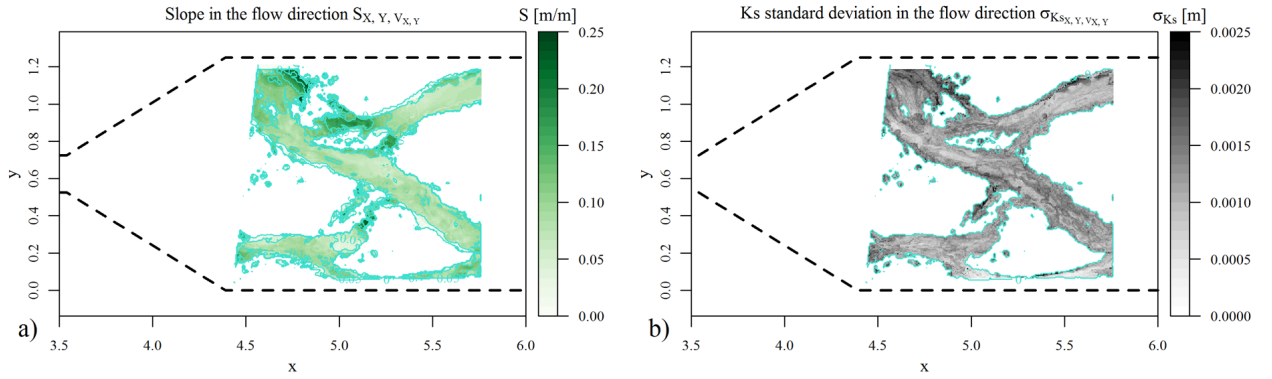 Slope in the flow direction S_X, Y, V_X, Y
S [m/m]
0.25
0.20
0.15
0.10
0.05
0.00
y
1.2
1.0
0.8
0.6
0.4
0.2
0.0
3.5 4.0 4.5 5.0 5.5 6.0
x
a)
Ks standard deviation in the flow direction σ_Ks_X, Y, V_X, Y
σ_Ks [m]
0.0025
0.0020
0.0015
0.0010
0.0005
0.0000
y
1.2
1.0
0.8
0.6
0.4
0.2
0.0
3.5 4.0 4.5 5.0 5.5 6.0
x
b)